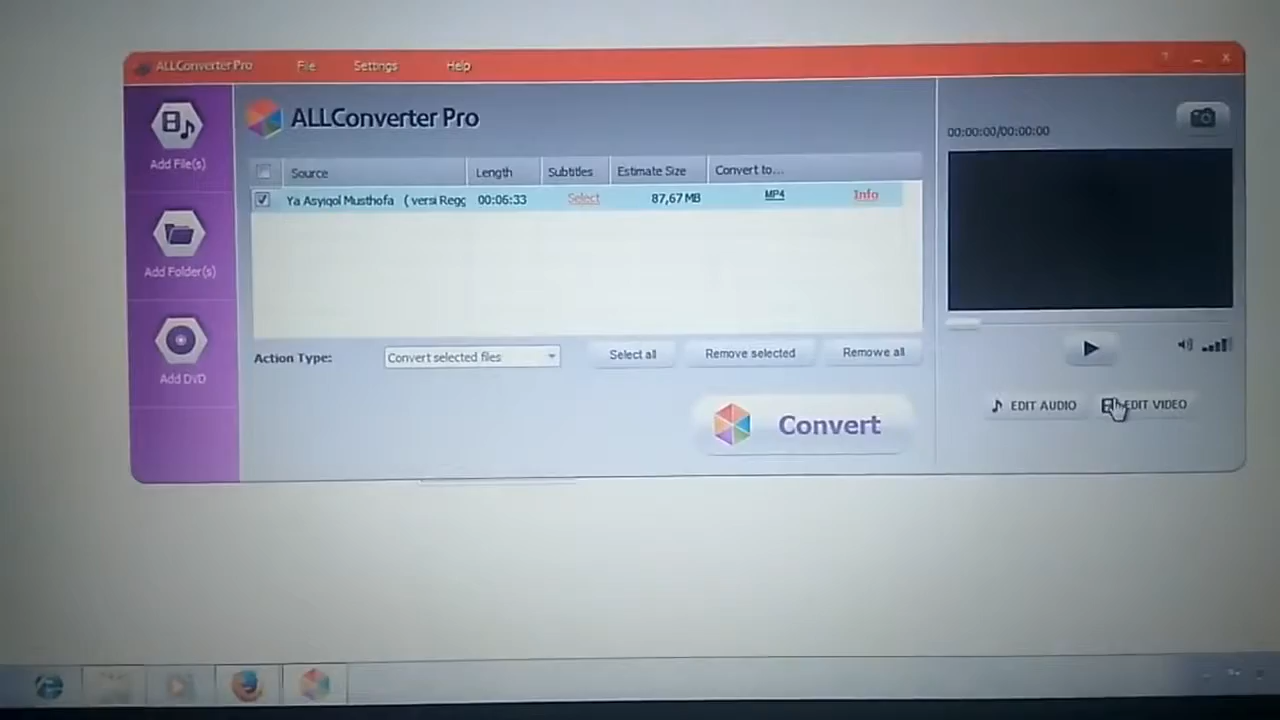 ALLConverter Pro File Settings Help
Add File(s)
Add Folder(s)
Add DVD
ALLConverter Pro
Source Length Subtitles Estimate Size Convert to...
Ya Asyiqol Musthofa ( versi Regg 00:06:33 Select 87,67 MB MP4 Info
Action Type: Convert selected files Select all Remove selected Remowe all
Convert
00:00:00/00:00:00
EDIT AUDIO EDIT VIDEO